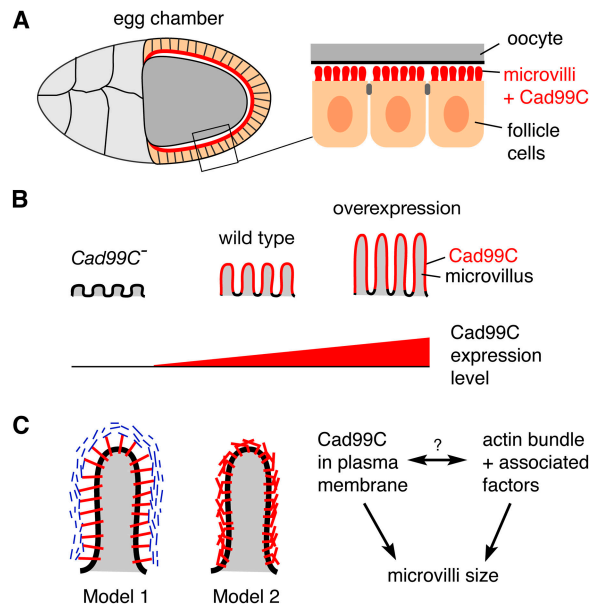 A
egg chamber
oocyte
microvilli
+ Cad99C
follicle
cells
B
Cad99C⁻
wild type
overexpression
Cad99C
microvillus
Cad99C
expression
level
C
Model 1
Model 2
Cad99C
in plasma
membrane
?
actin bundle
+ associated
factors
microvilli size